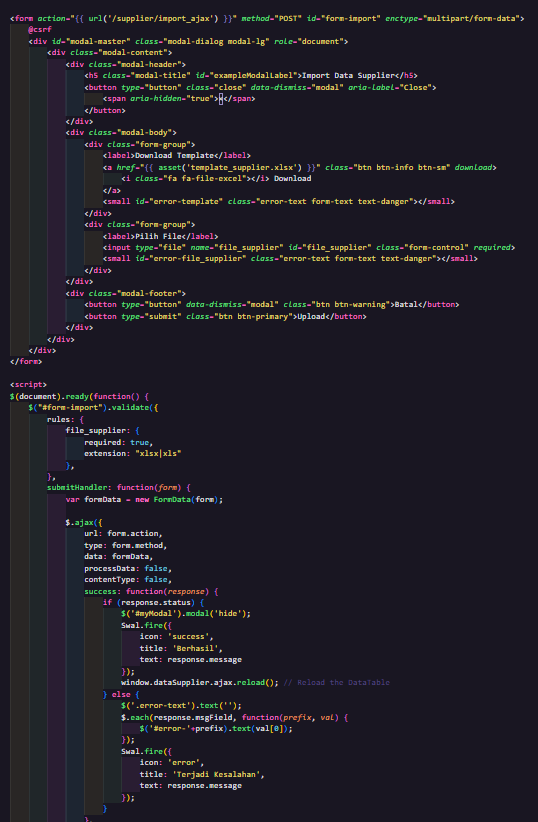 <form action="{{ url('/supplier/import_ajax') }}" method="POST" id="form-import" enctype="multipart/form-data">
    @csrf
    <div id="modal-master" class="modal-dialog modal-lg" role="document">
        <div class="modal-content">
            <div class="modal-header">
                <h5 class="modal-title" id="exampleModalLabel">Import Data Supplier</h5>
                <button type="button" class="close" data-dismiss="modal" aria-label="Close">
                    <span aria-hidden="true"></span>
                </button>
            </div>
            <div class="modal-body">
                <div class="form-group">
                    <label>Download Template</label>
                    <a href="{{ asset('template_supplier.xlsx') }}" class="btn btn-info btn-sm" download>
                        <i class="fa fa-file-excel"></i> Download
                    </a>
                    <small id="error-template" class="error-text form-text text-danger"></small>
                </div>
                <div class="form-group">
                    <label>Pilih File</label>
                    <input type="file" name="file_supplier" id="file_supplier" class="form-control" required>
                    <small id="error-file_supplier" class="error-text form-text text-danger"></small>
                </div>
            </div>
            <div class="modal-footer">
                <button type="button" data-dismiss="modal" class="btn btn-warning">Batal</button>
                <button type="submit" class="btn btn-primary">Upload</button>
            </div>
        </div>
    </div>
</form>

<script>
$(document).ready(function() {
    $("#form-import").validate({
        rules: {
            file_supplier: {
                required: true,
                extension: "xlsx|xls"
            },
        },
        submitHandler: function(form) {
            var formData = new FormData(form);

            $.ajax({
                url: form.action,
                type: form.method,
                data: formData,
                processData: false,
                contentType: false,
                success: function(response) {
                    if (response.status) {
                        $('#myModal').modal('hide');
                        Swal.fire({
                            icon: 'success',
                            title: 'Berhasil',
                            text: response.message
                        });
                        window.dataSupplier.ajax.reload(); // Reload the DataTable
                    } else {
                        $('.error-text').text('');
                        $.each(response.msgField, function(prefix, val) {
                            $('#error-'+prefix).text(val[0]);
                        });
                        Swal.fire({
                            icon: 'error',
                            title: 'Terjadi Kesalahan',
                            text: response.message
                        });
                    }